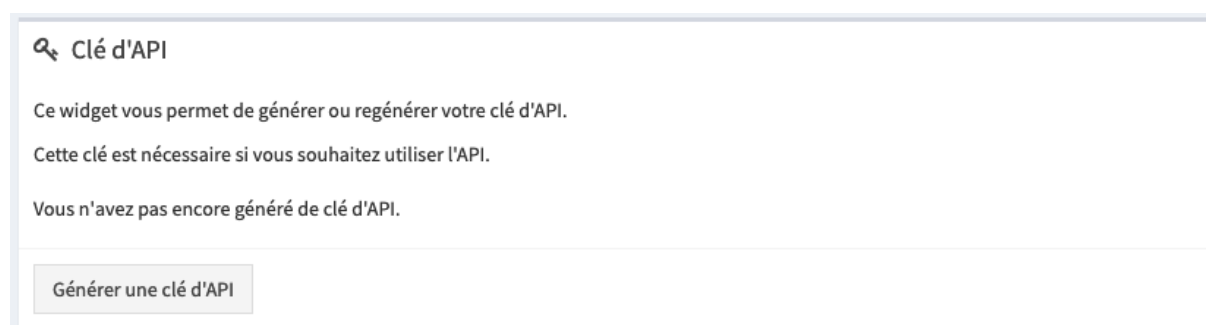 Clé d'API
Ce widget vous permet de générer ou regénérer votre clé d'API.
Cette clé est nécessaire si vous souhaitez utiliser l'API.
Vous n'avez pas encore généré de clé d'API.
Générer une clé d'API